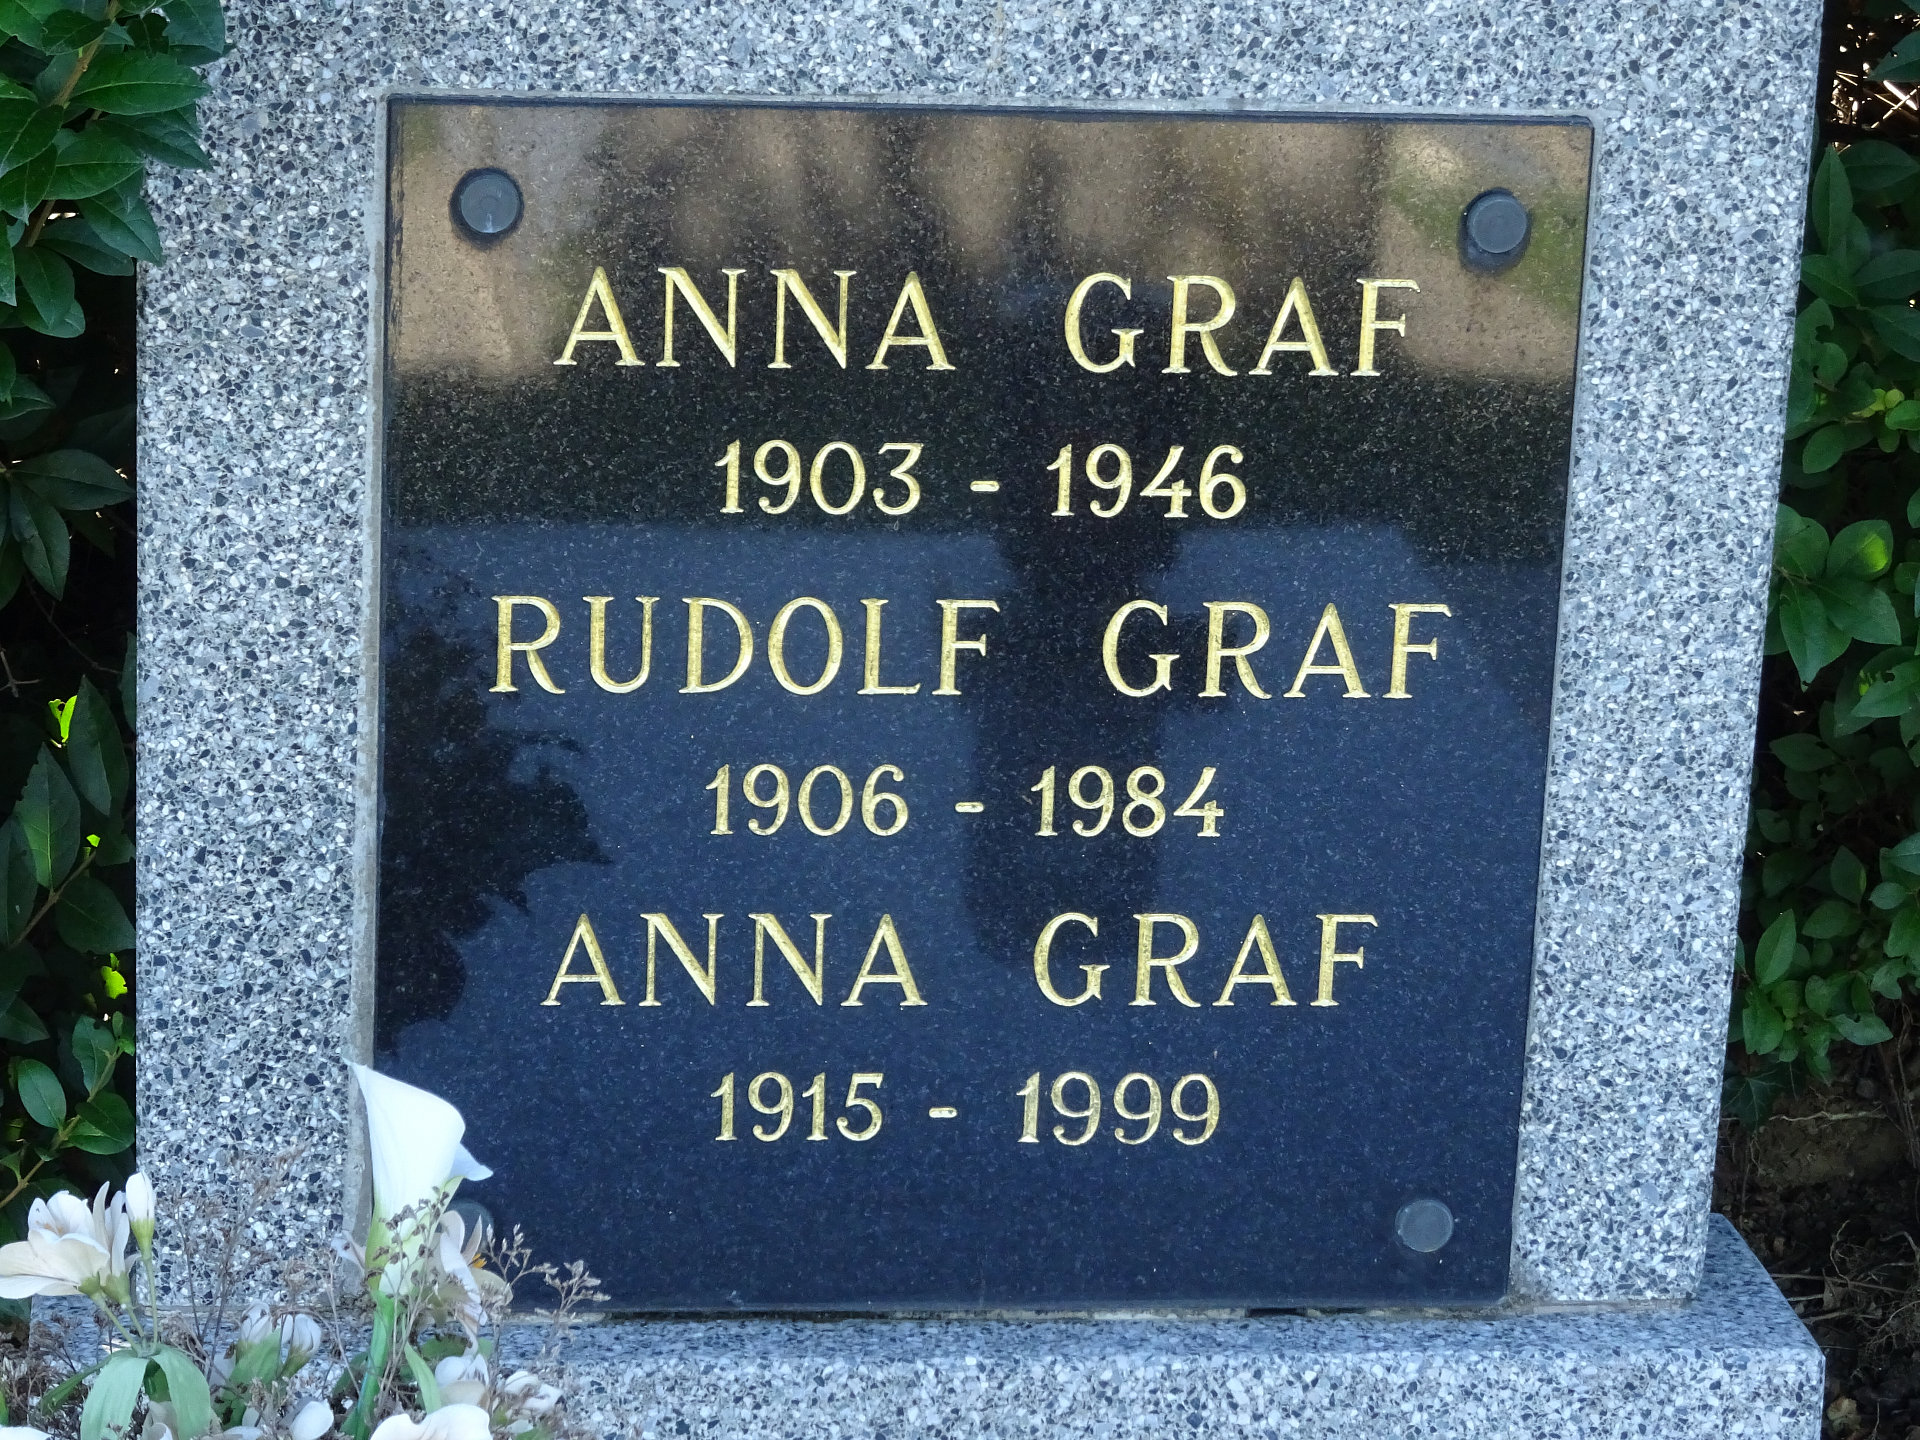 ANNA GRAF
1903 - 1946
RUDOLF GRAF
1906 - 1984
ANNA GRAF
1915 - 1999